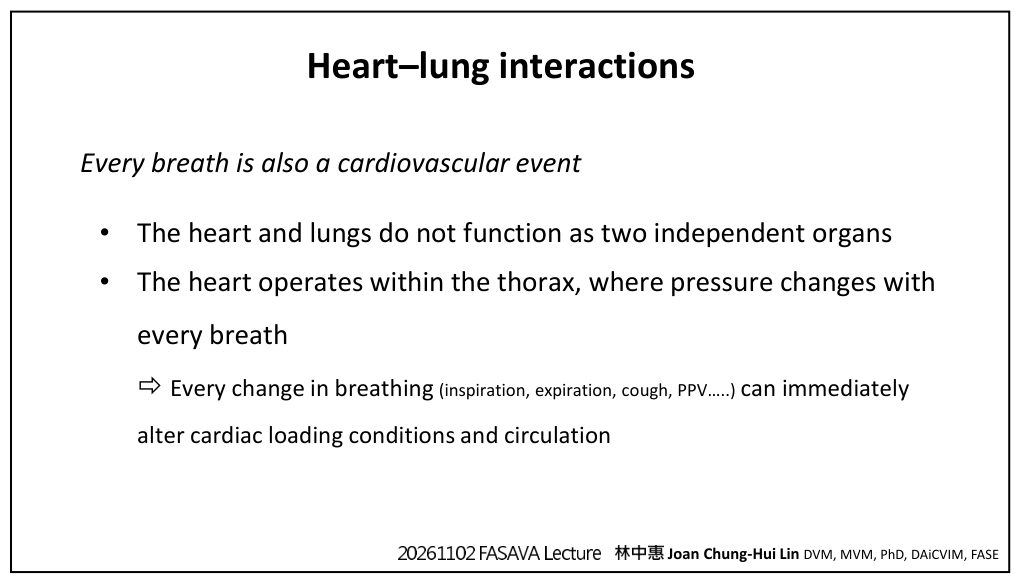 Heart–lung interactions
Every breath is also a cardiovascular event
• The heart and lungs do not function as two independent organs
• The heart operates within the thorax, where pressure changes with
every breath
⇨ Every change in breathing (inspiration, expiration, cough, PPV…..) can immediately
alter cardiac loading conditions and circulation
20261102 FASAVA Lecture 林中惠 Joan Chung-Hui Lin DVM, MVM, PhD, DAiCVIM, FASE